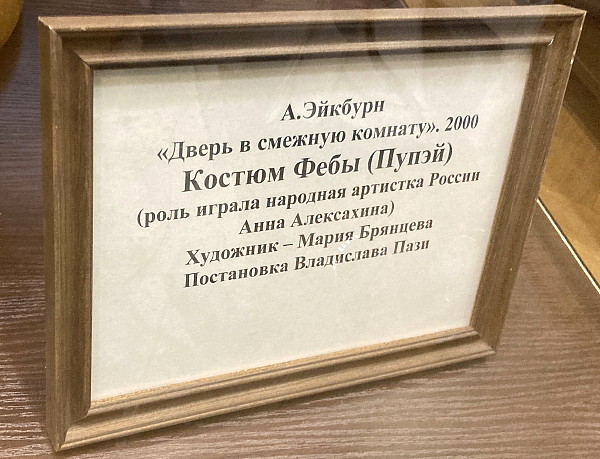 А.Эйкбурн
«Дверь в смежную комнату». 2000
Костюм Фебы (Пупэй)
(роль играла народная артистка России
Анна Алексахина)
Художник – Мария Брянцева
Постановка Владислава Пази